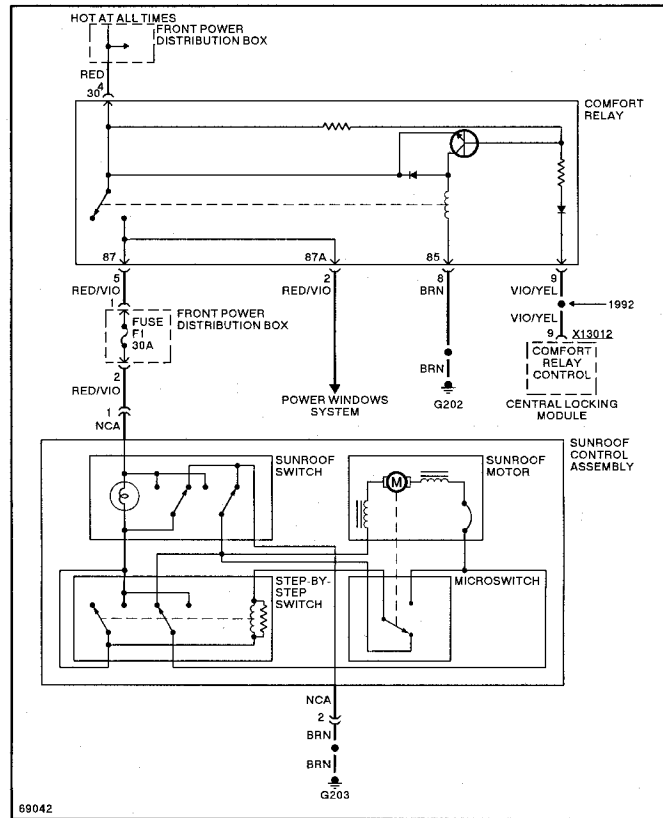 HOT AT ALL TIMES
FRONT POWER
DISTRIBUTION BOX
RED
4
30
COMFORT
RELAY
87
87A
85
5
2
8
9
RED/VIO
RED/VIO
BRN
VIO/YEL
1
1992
FUSE
F1
30A
FRONT POWER
DISTRIBUTION BOX
VIO/YEL
9
X13012
2
RED/VIO
BRN
COMFORT
RELAY
CONTROL
1
NCA
POWER WINDOWS
SYSTEM
G202
CENTRAL LOCKING
MODULE
SUNROOF
SWITCH
SUNROOF
MOTOR
SUNROOF
CONTROL
ASSEMBLY
M
STEP-BY-
STEP
SWITCH
MICROSWITCH
NCA
2
BRN
BRN
G203
69042